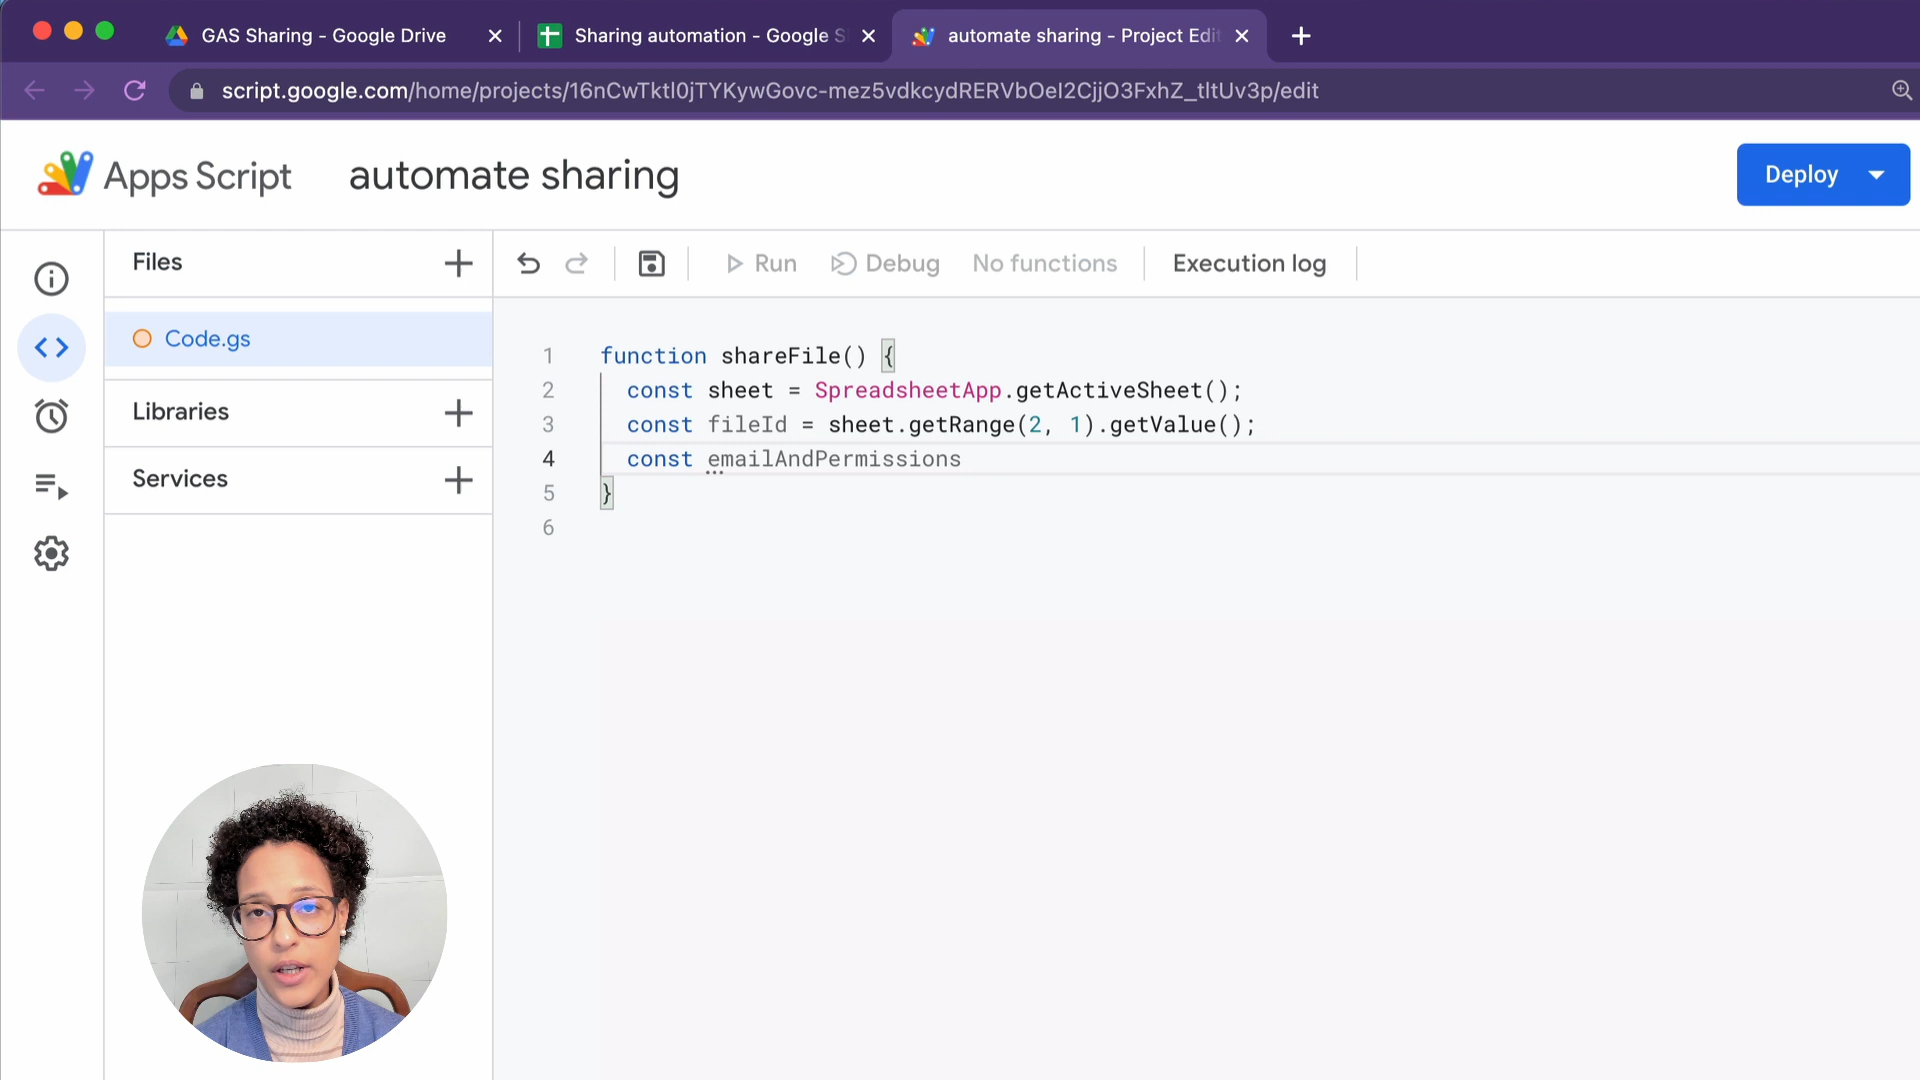 GAS Sharing - Google Drive
Sharing automation - Google S
automate sharing - Project Edit
script.google.com/home/projects/16nCwTktl0jTYKywGovc-mez5vdkcydRERVbOeI2CjjO3FxhZ_tltUv3p/edit
Apps Script
automate sharing
Deploy
Files
Run
Debug
No functions
Execution log
Code.gs
Libraries
Services
1 function shareFile() {
2 const sheet = SpreadsheetApp.getActiveSheet();
3 const fileId = sheet.getRange(2, 1).getValue();
4 const emailAndPermissions
5 }
6